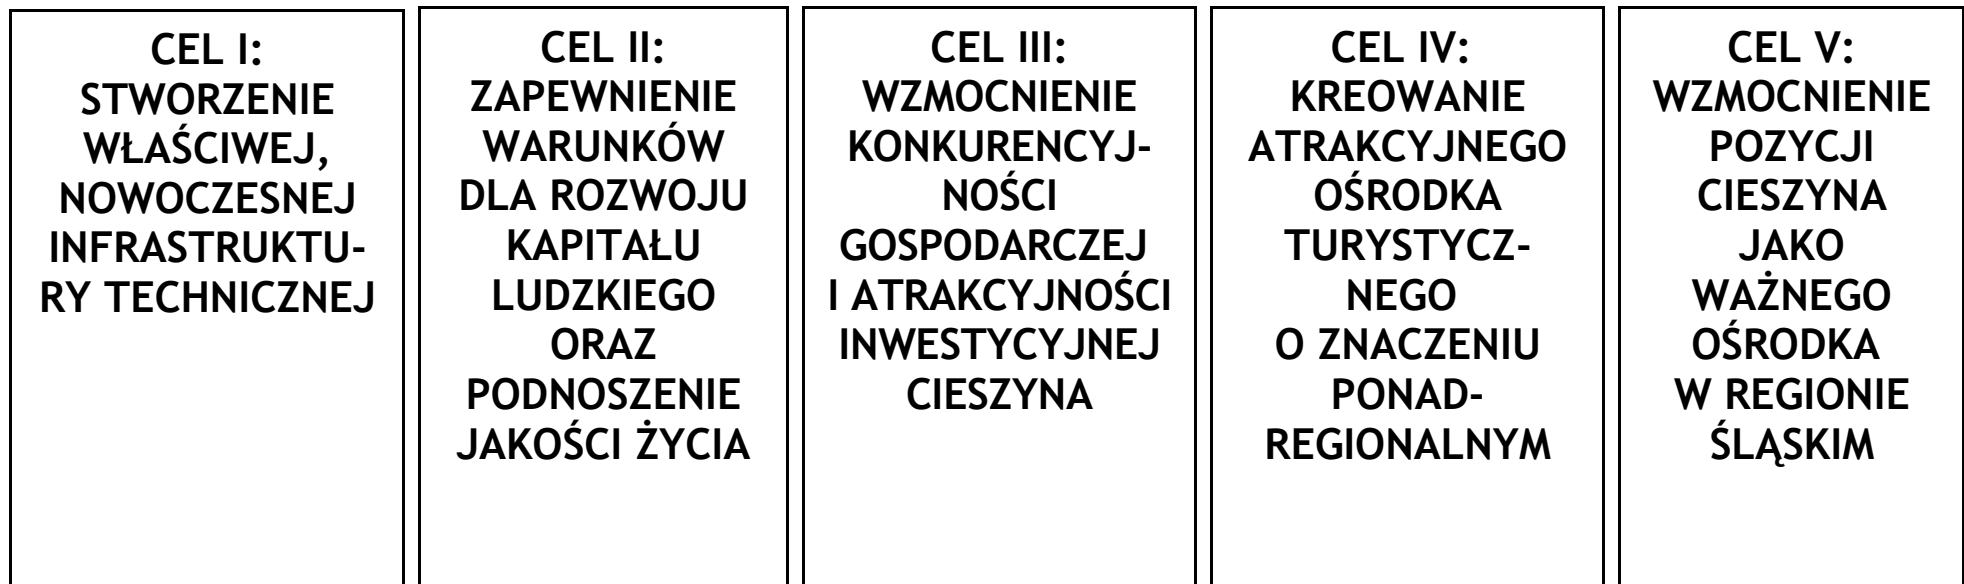 CEL I:
STWORZENIE
WŁAŚCIWEJ,
NOWOCZESNEJ
INFRASTRUKTU-
RY TECHNICZNEJ
CEL II:
ZAPEWNIENIE
WARUNKÓW
DLA ROZWOJU
KAPITAŁU
LUDZKIEGO
ORAZ
PODNOSZENIE
JAKOŚCI ŻYCIA
CEL III:
WZMOCNIENIE
KONKURENCYJ-
NOŚCI
GOSPODARCZEJ
I ATRAKCYJNOŚCI
INWESTYCYJNEJ
CIESZYNA
CEL IV:
KREOWANIE
ATRAKCYJNEGO
OŚRODKA
TURYSTYCZ-
NEGO
O ZNACZENIU
PONAD-
REGIONALNYM
CEL V:
WZMOCNIENIE
POZYCJI
CIESZYNA
JAKO
WAŻNEGO
OŚRODKA
W REGIONIE
ŚLĄSKIM